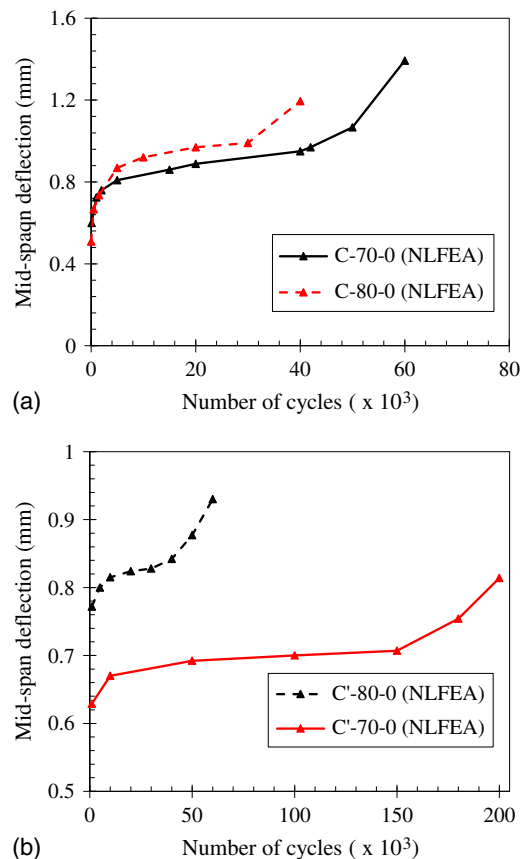 1.6
1.2
0.8
0.4
0
Mid-spaqn deflection (mm)
C-70-0 (NLFEA)
C-80-0 (NLFEA)
0 20 40 60 80
Number of cycles ( x 10³)
(a)
1
0.9
0.8
0.7
0.6
0.5
Mid-span deflection (mm)
C'-80-0 (NLFEA)
C'-70-0 (NLFEA)
0 50 100 150 200
Number of cycles ( x 10³)
(b)